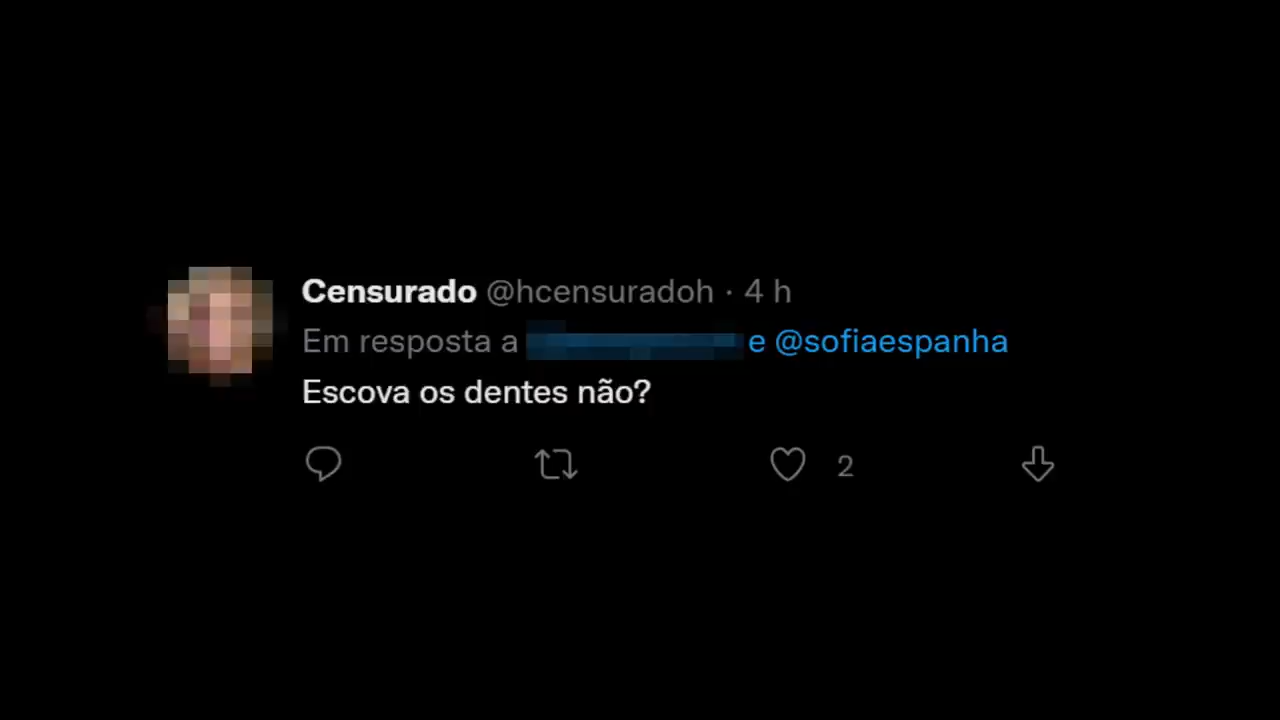 Censurado @hcensuradoh · 4 h
Em resposta a e @sofiaespanha
Escova os dentes não?
2